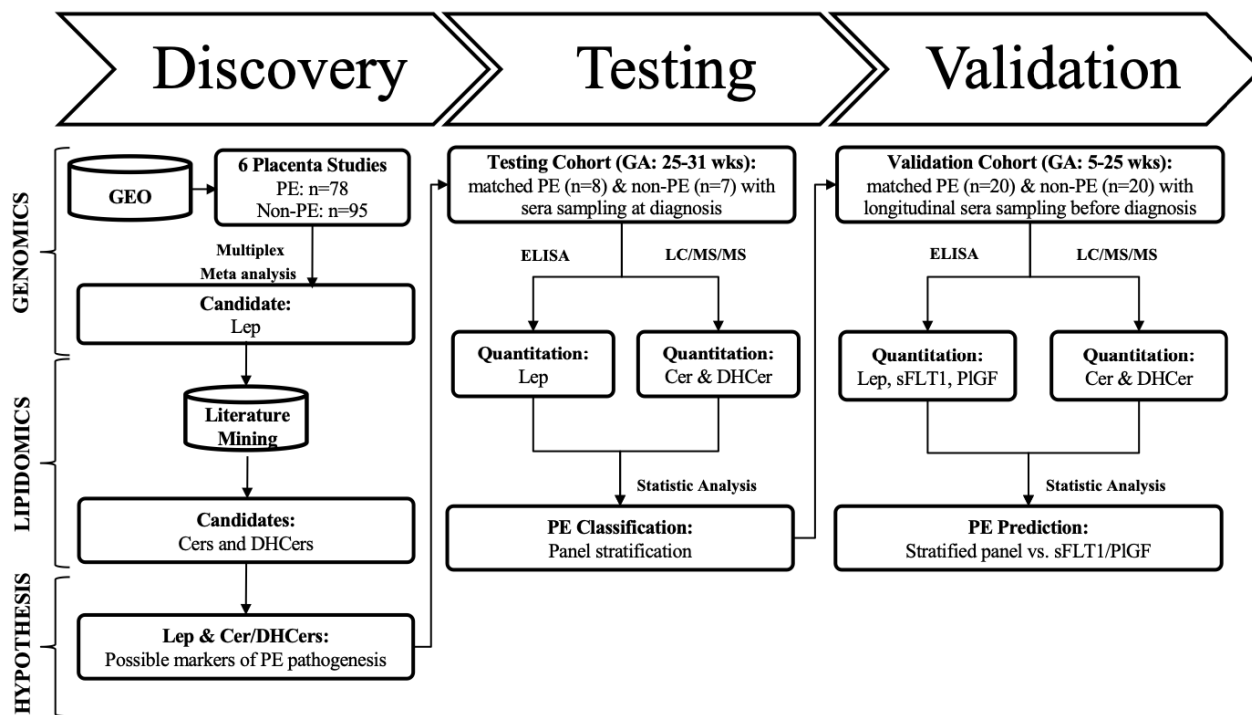 Discovery
Testing
Validation
GENOMICS
LIPIDOMICS
HYPOTHESIS
GEO
6 Placenta Studies
PE: n=78
Non-PE: n=95
Multiplex
Meta analysis
Candidate:
Lep
Literature
Mining
Candidates:
Cers and DHCers
Lep & Cer/DHCers:
Possible markers of PE pathogenesis
Testing Cohort (GA: 25-31 wks):
matched PE (n=8) & non-PE (n=7) with
sera sampling at diagnosis
ELISA
LC/MS/MS
Quantitation:
Lep
Quantitation:
Cer & DHCer
Statistic Analysis
PE Classification:
Panel stratification
Validation Cohort (GA: 5-25 wks):
matched PE (n=20) & non-PE (n=20) with
longitudinal sera sampling before diagnosis
ELISA
LC/MS/MS
Quantitation:
Lep, sFLT1, PlGF
Quantitation:
Cer & DHCer
Statistic Analysis
PE Prediction:
Stratified panel vs. sFLT1/PlGF